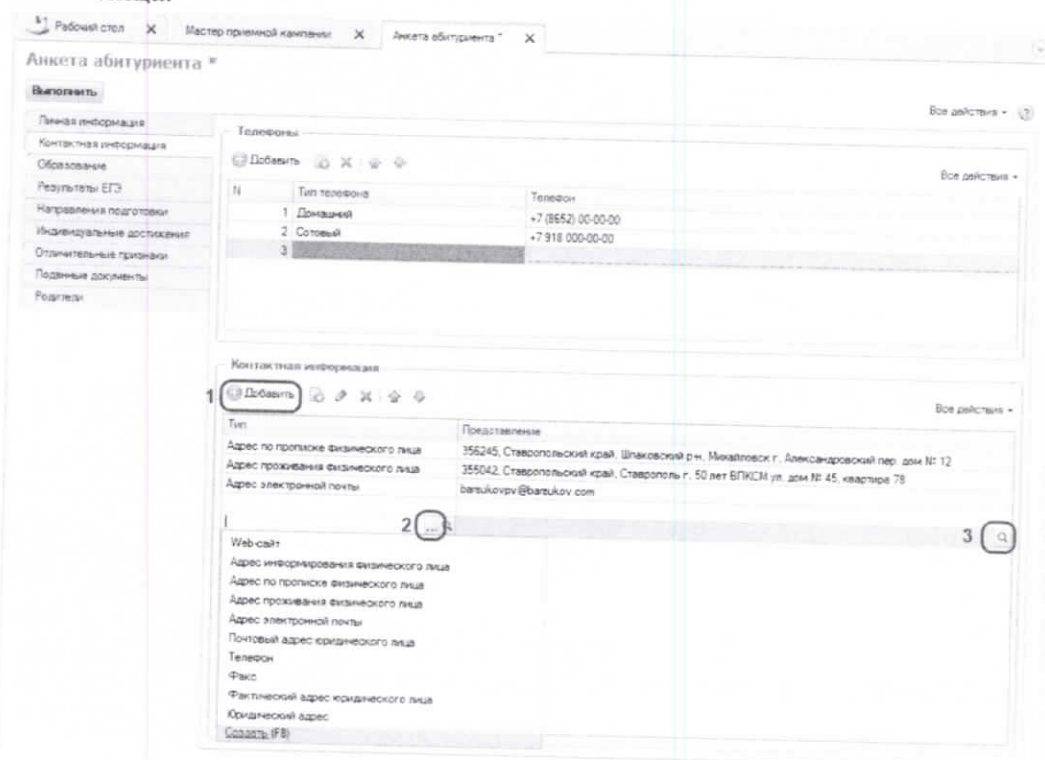 Рабочий стол X Мастер приемной кампании X Анкета абитуриента * X
Анкета абитуриента *
Выполнить
Все действия
Личная информация
Контактная информация
Образование
Результаты ЕГЭ
Направления подготовки
Индивидуальные достижения
Отличительные признаки
Поданные документы
Родители
Телефоны
Добавить
Все действия
N Тип телефона Телефон
1 Домашний +7 (8652) 00-00-00
2 Сотовый +7 918 000-00-00
3
Контактная информация
1 Добавить
Все действия
Тип Представление
Адрес по прописке физического лица 356245, Ставропольский край, Шпаковский р-н, Михайловск г, Александровский пер, дом № 12
Адрес проживания физического лица 355042, Ставропольский край, Ставрополь г, 50 лет ВЛКСМ ул, дом № 45, квартира 78
Адрес электронной почты barsukovpv@barsukov.com
2 ... 3
Web-сайт
Адрес информирования физического лица
Адрес по прописке физического лица
Адрес проживания физического лица
Адрес электронной почты
Почтовый адрес юридического лица
Телефон
Факс
Фактический адрес юридического лица
Юридический адрес
Создать (F8)